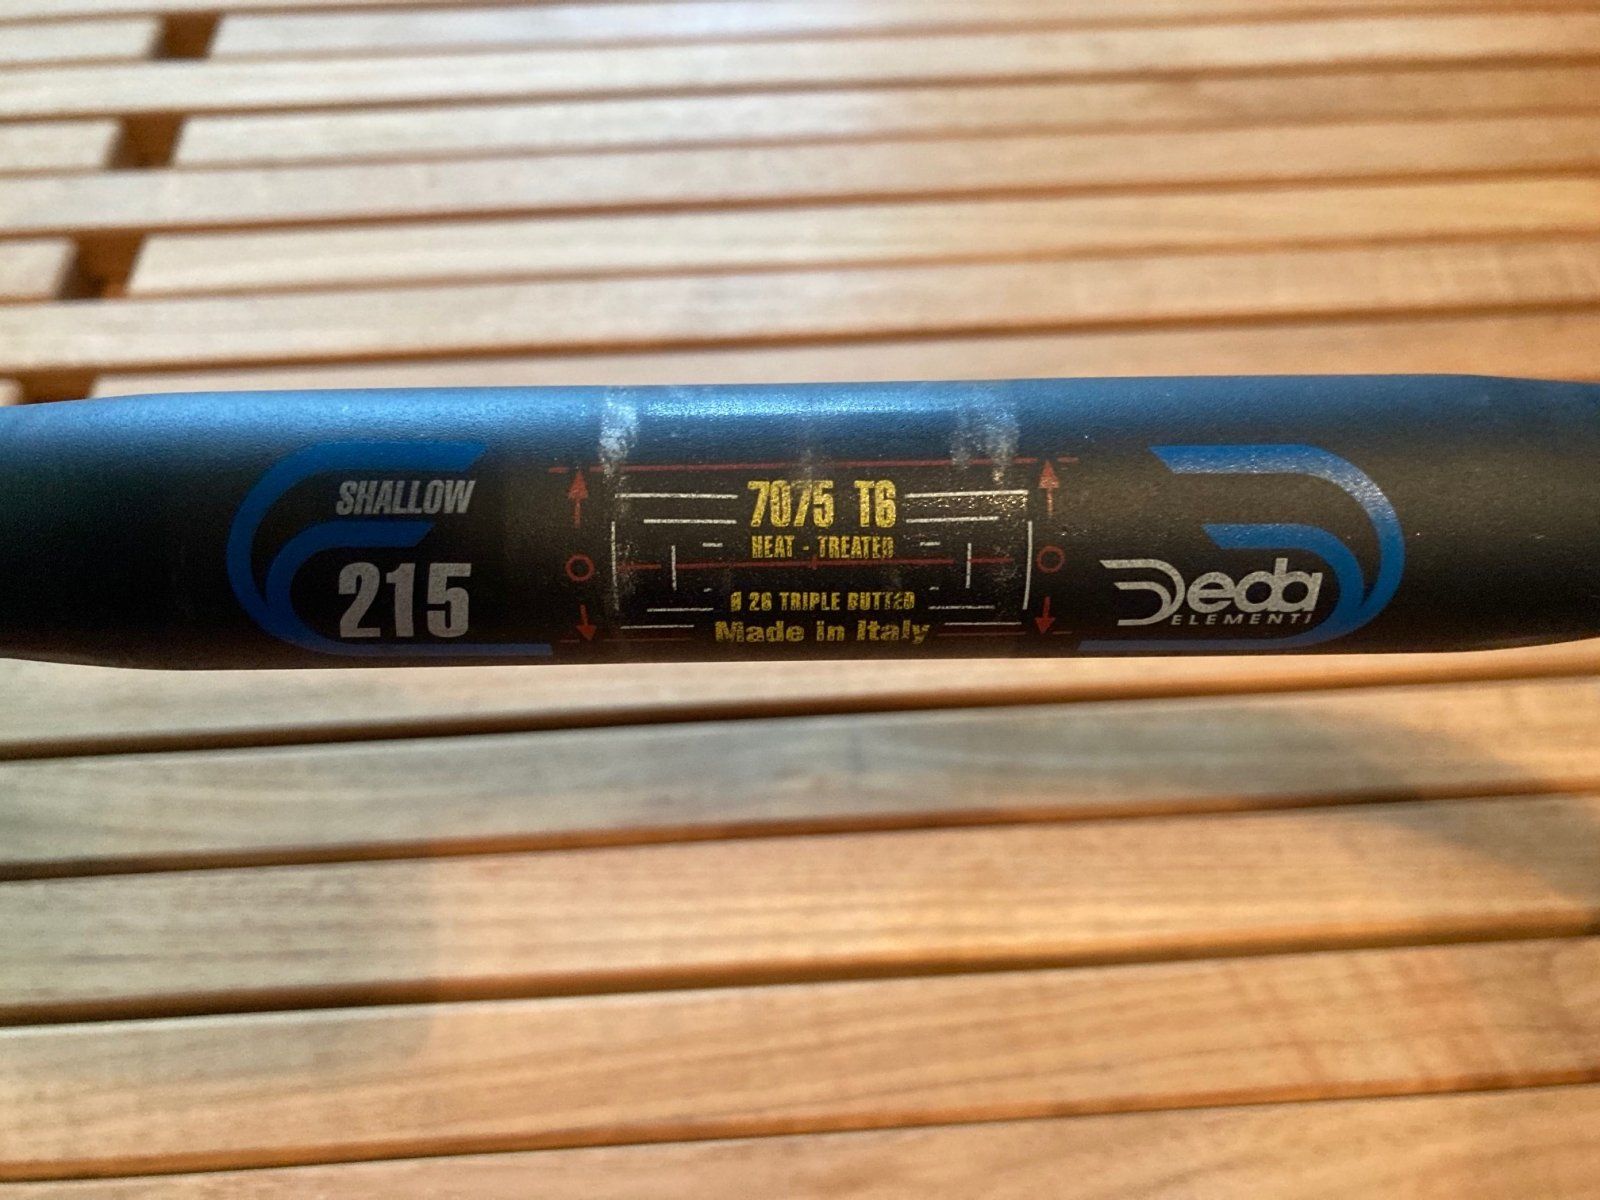 SHALLOW
215
7075 T6
HEAT - TREATED
Ø 26 TRIPLE BUTTED
Made in Italy
Deda
ELEMENTI